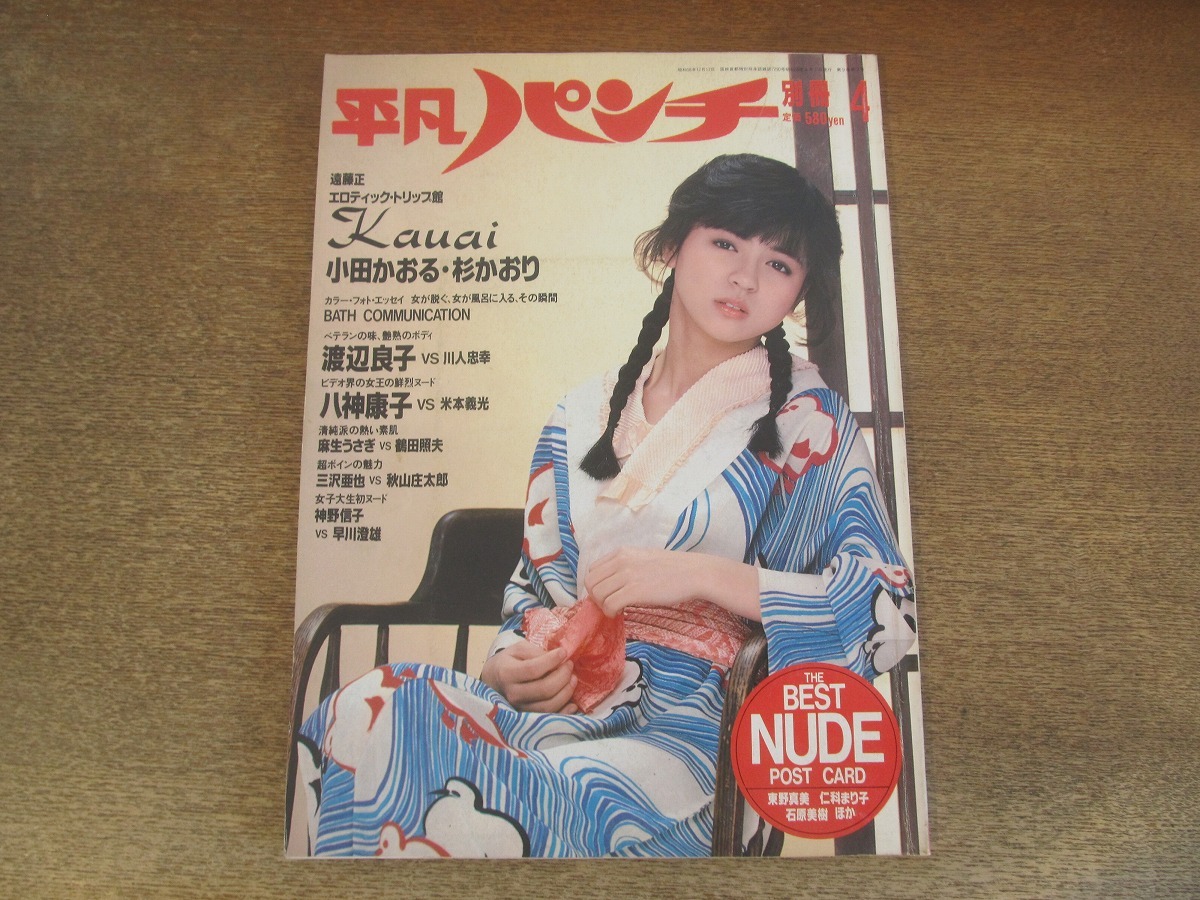 平凡パンチ
別冊 4
定価 580yen
遠藤正
エロティック・トリップ館
Kauai
小田かおる・杉かおり
カラー・フォト・エッセイ 女が脱ぐ、女が風呂に入る、その瞬間
BATH COMMUNICATION
ベテランの味、艶熟のボディ
渡辺良子 VS 川人忠幸
ビデオ界の女王の鮮烈ヌード
八神康子 VS 米本義光
清純派の熱い素肌
麻生うさぎ VS 鶴田照夫
超ボインの魅力
三沢亜也 VS 秋山庄太郎
女子大生初ヌード
神野信子
VS 早川澄雄
THE
BEST
NUDE
POST CARD
東野真美 仁科まり子
石原美樹 ほか